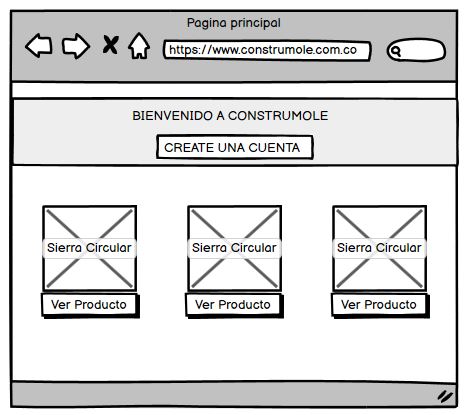 Pagina principal
https://www.construmole.com.co
BIENVENIDO A CONSTRUMOLE
CREATE UNA CUENTA
Sierra Circular
Sierra Circular
Sierra Circular
Ver Producto
Ver Producto
Ver Producto